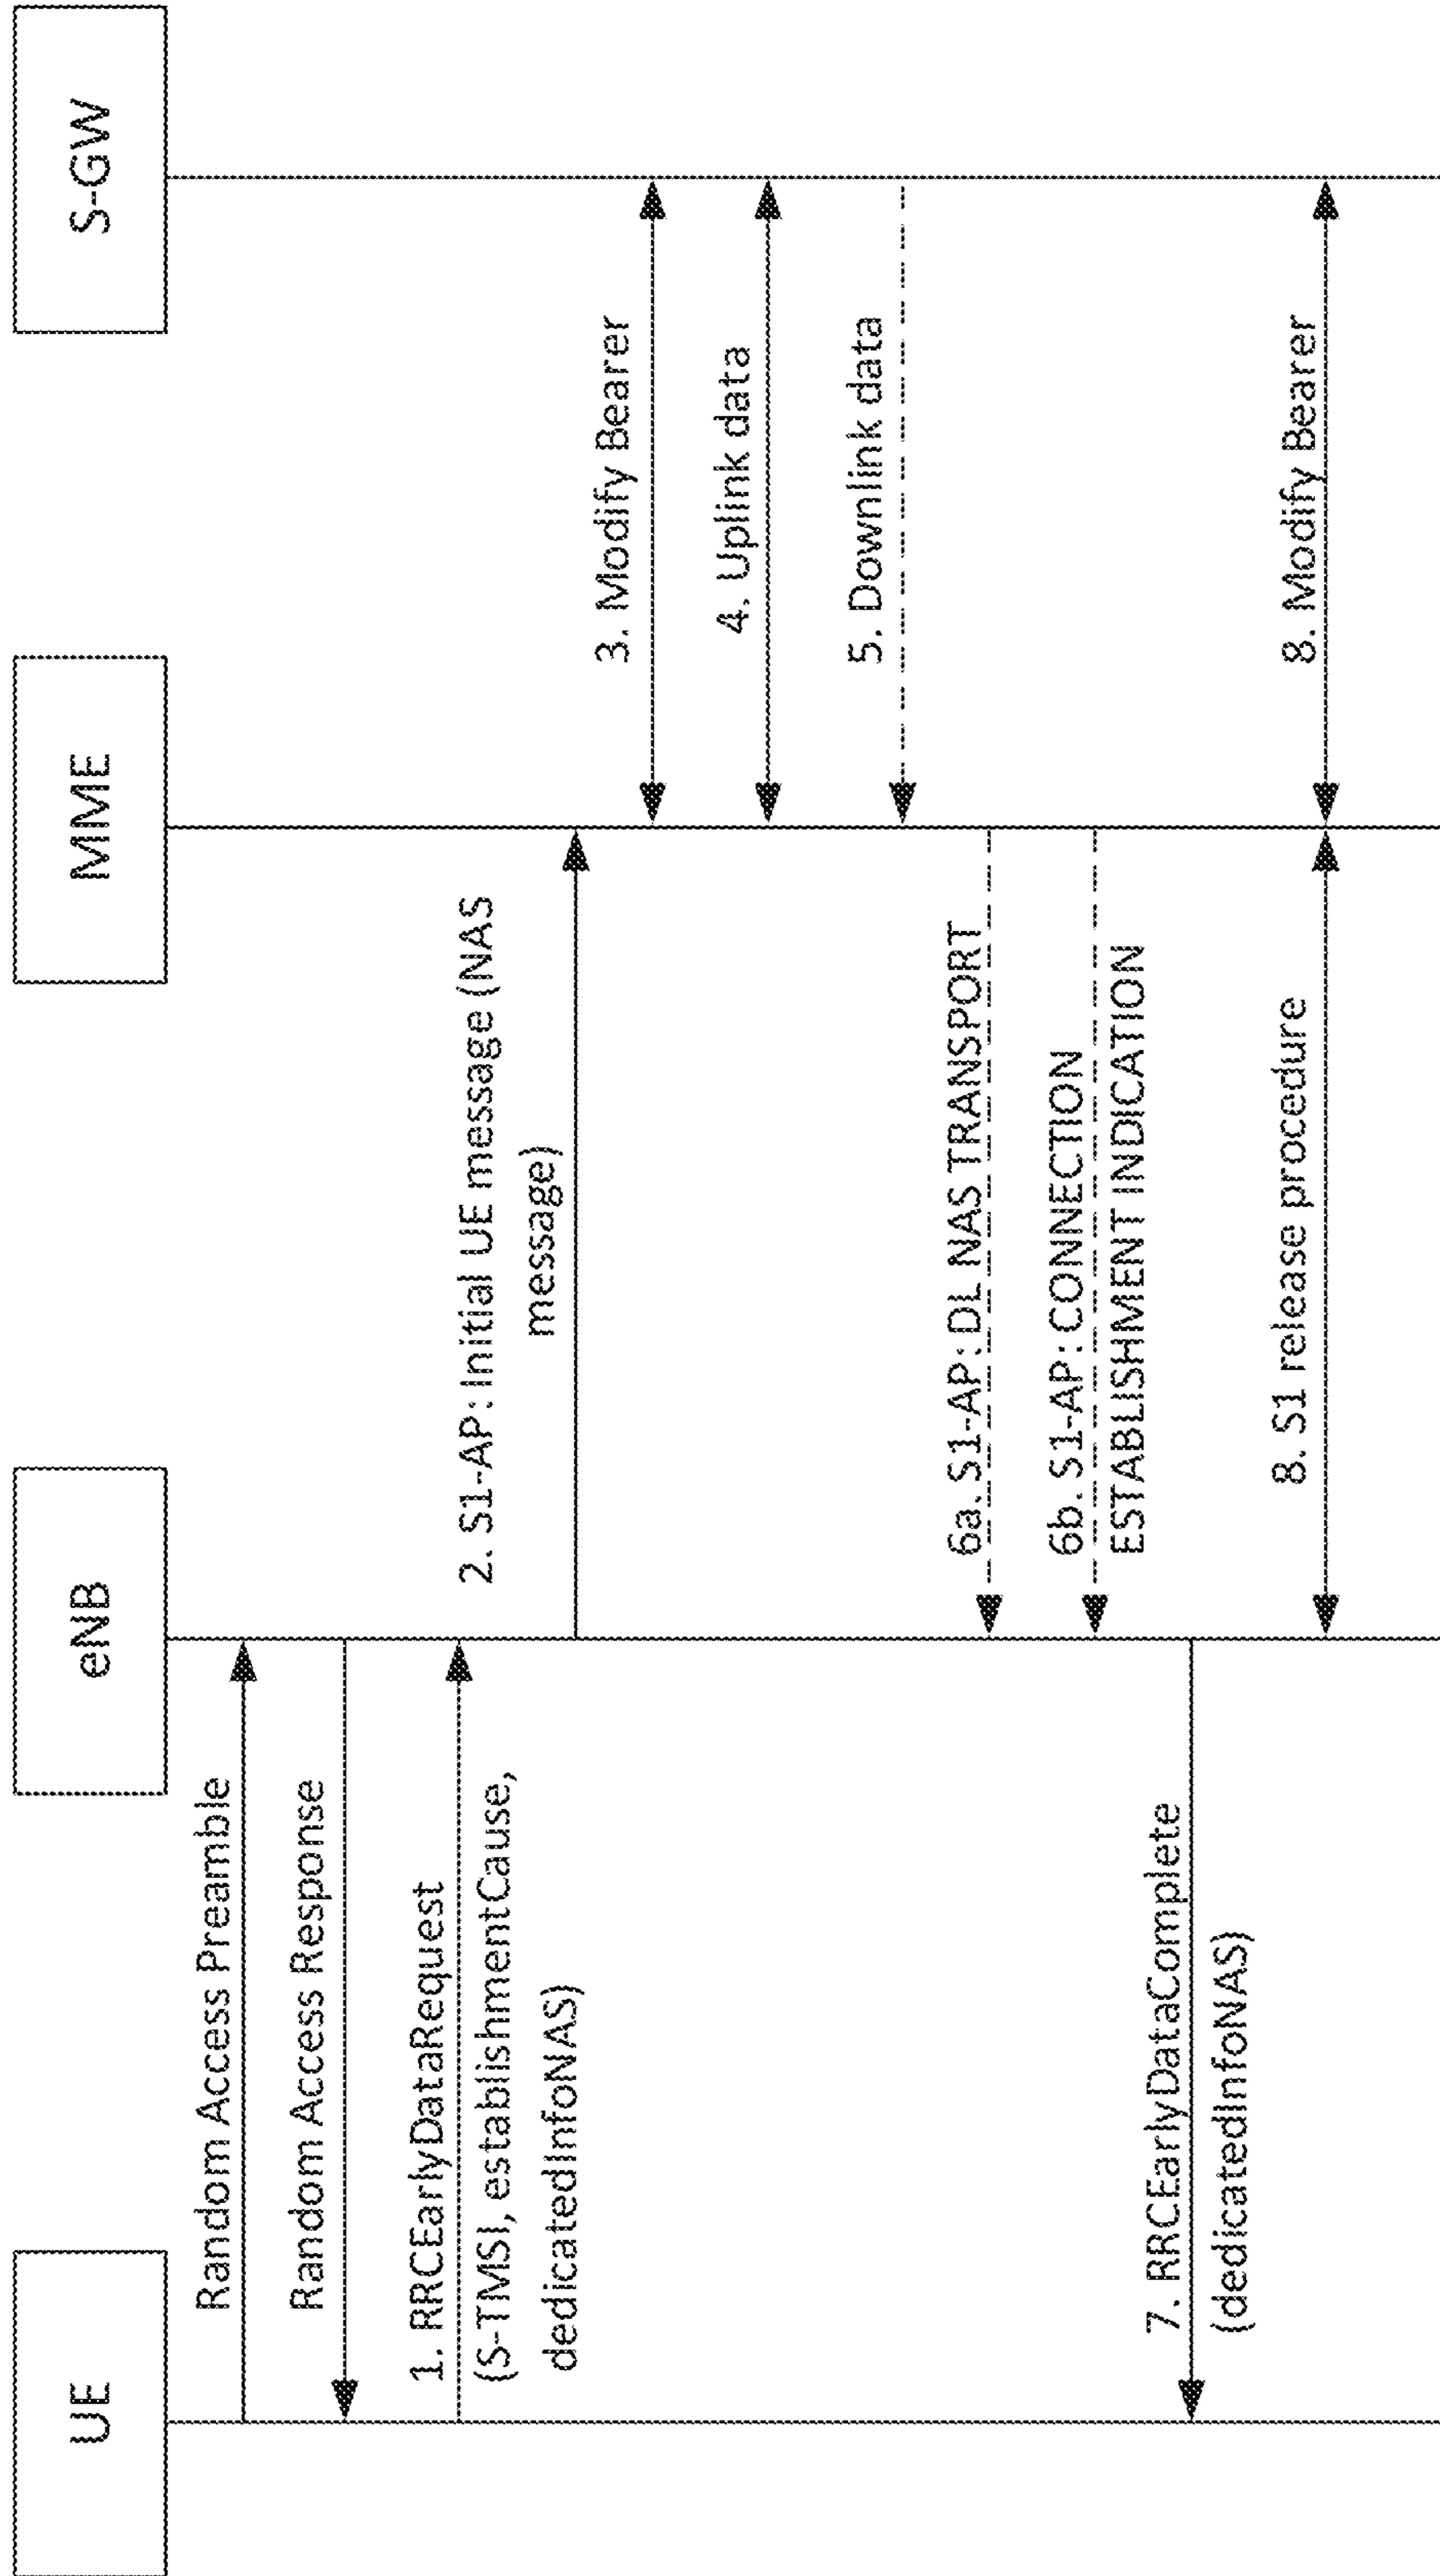 UE
eNB
MME
S-GW
Random Access Preamble
Random Access Response
1. RRCEarlyDataRequest
(S-TMSI, establishmentCause,
dedicatedInfoNAS)
2. S1-AP: Initial UE message (NAS
message)
3. Modify Bearer
4. Uplink data
5. Downlink data
6a. S1-AP: DL NAS TRANSPORT
6b. S1-AP: CONNECTION
ESTABLISHMENT INDICATION
7. RRCEarlyDataComplete
(dedicatedInfoNAS)
8. S1 release procedure
8. Modify Bearer